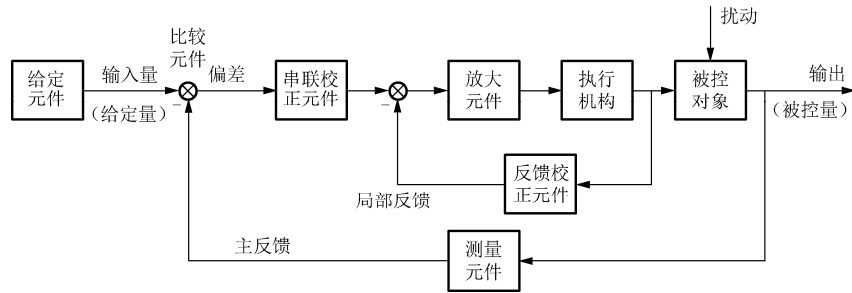 给定
元件
输入量
（给定量）
比较
元件
−
偏差
串联校
正元件
−
放大
元件
执行
机构
扰动
被控
对象
输出
（被控量）
反馈校
正元件
局部反馈
主反馈
测量
元件